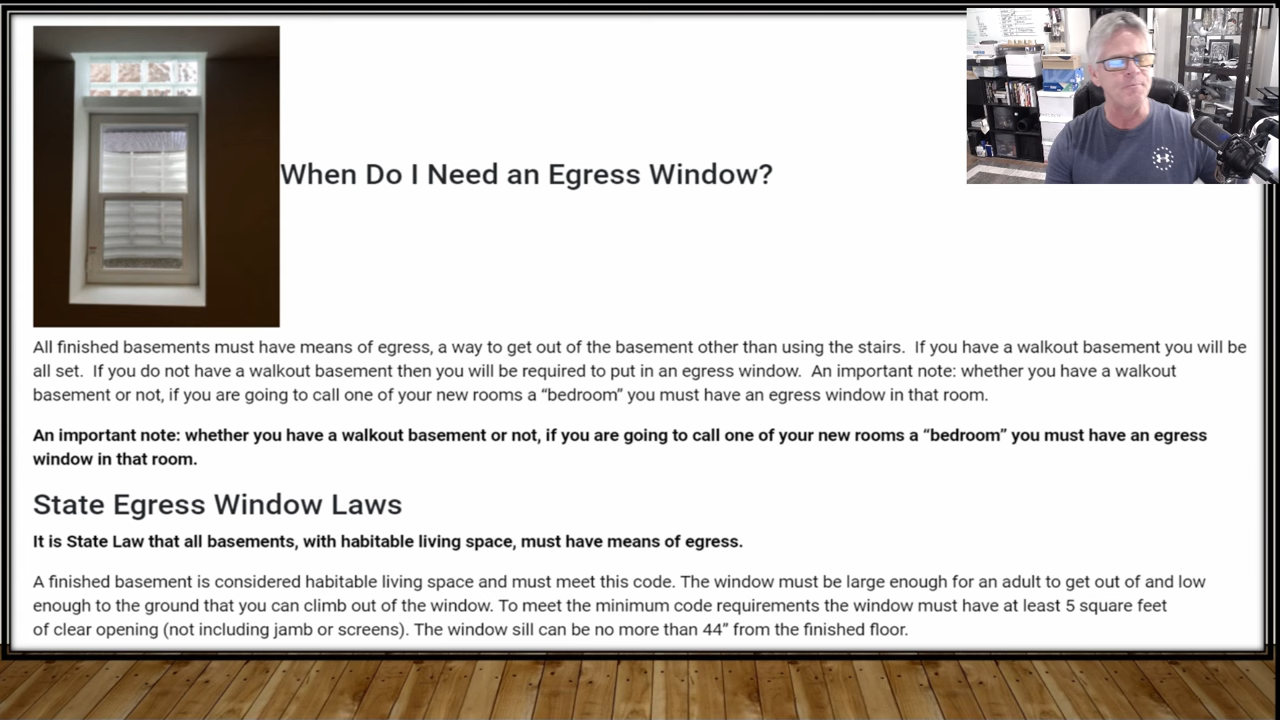 When Do I Need an Egress Window?
All finished basements must have means of egress, a way to get out of the basement other than using the stairs.  If you have a walkout basement you will be
all set.  If you do not have a walkout basement then you will be required to put in an egress window.  An important note: whether you have a walkout
basement or not, if you are going to call one of your new rooms a “bedroom” you must have an egress window in that room.
An important note: whether you have a walkout basement or not, if you are going to call one of your new rooms a “bedroom” you must have an egress
window in that room.
State Egress Window Laws
It is State Law that all basements, with habitable living space, must have means of egress.
A finished basement is considered habitable living space and must meet this code. The window must be large enough for an adult to get out of and low
enough to the ground that you can climb out of the window. To meet the minimum code requirements the window must have at least 5 square feet
of clear opening (not including jamb or screens). The window sill can be no more than 44” from the finished floor.